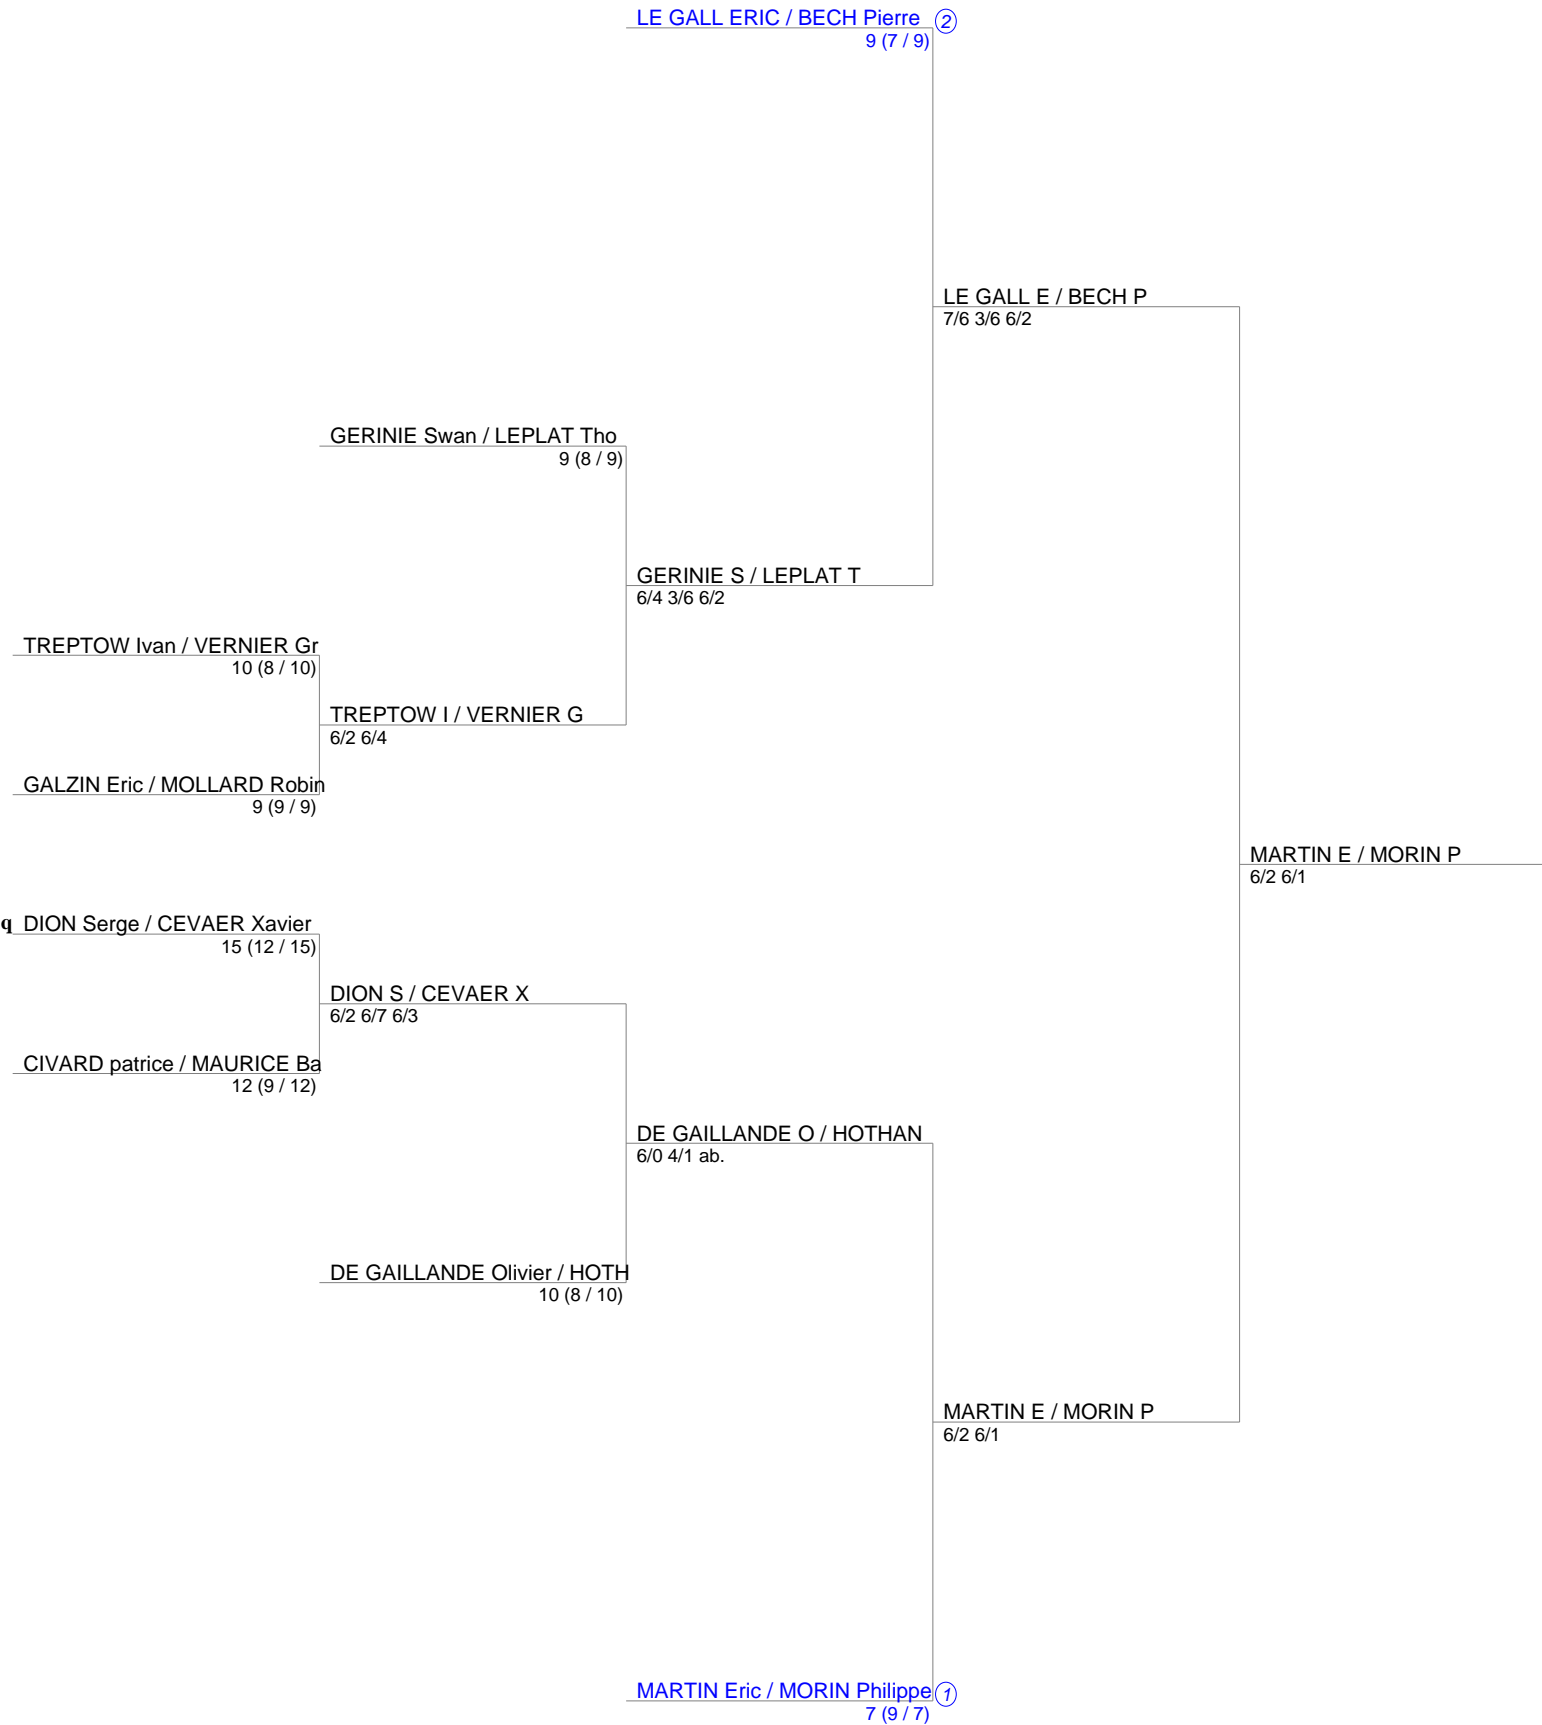 LE GALL ERIC / BECH Pierre 2
9 (7 / 9)
LE GALL E / BECH P
7/6 3/6 6/2
GERINIE Swan / LEPLAT Tho
9 (8 / 9)
GERINIE S / LEPLAT T
6/4 3/6 6/2
TREPTOW Ivan / VERNIER Gr
10 (8 / 10)
TREPTOW I / VERNIER G
6/2 6/4
GALZIN Eric / MOLLARD Robin
9 (9 / 9)
MARTIN E / MORIN P
6/2 6/1
q DION Serge / CEVAER Xavier
15 (12 / 15)
DION S / CEVAER X
6/2 6/7 6/3
CIVARD patrice / MAURICE Ba
12 (9 / 12)
DE GAILLANDE O / HOTHAN
6/0 4/1 ab.
DE GAILLANDE Olivier / HOTH
10 (8 / 10)
MARTIN E / MORIN P
6/2 6/1
MARTIN Eric / MORIN Philippe 1
7 (9 / 7)